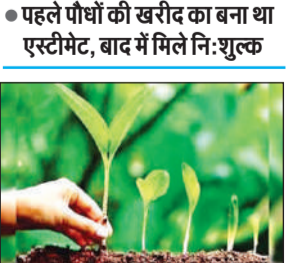 ● पहले पौधों की खरीद का बना था
एस्टीमेट, बाद में मिले नि:शुल्क